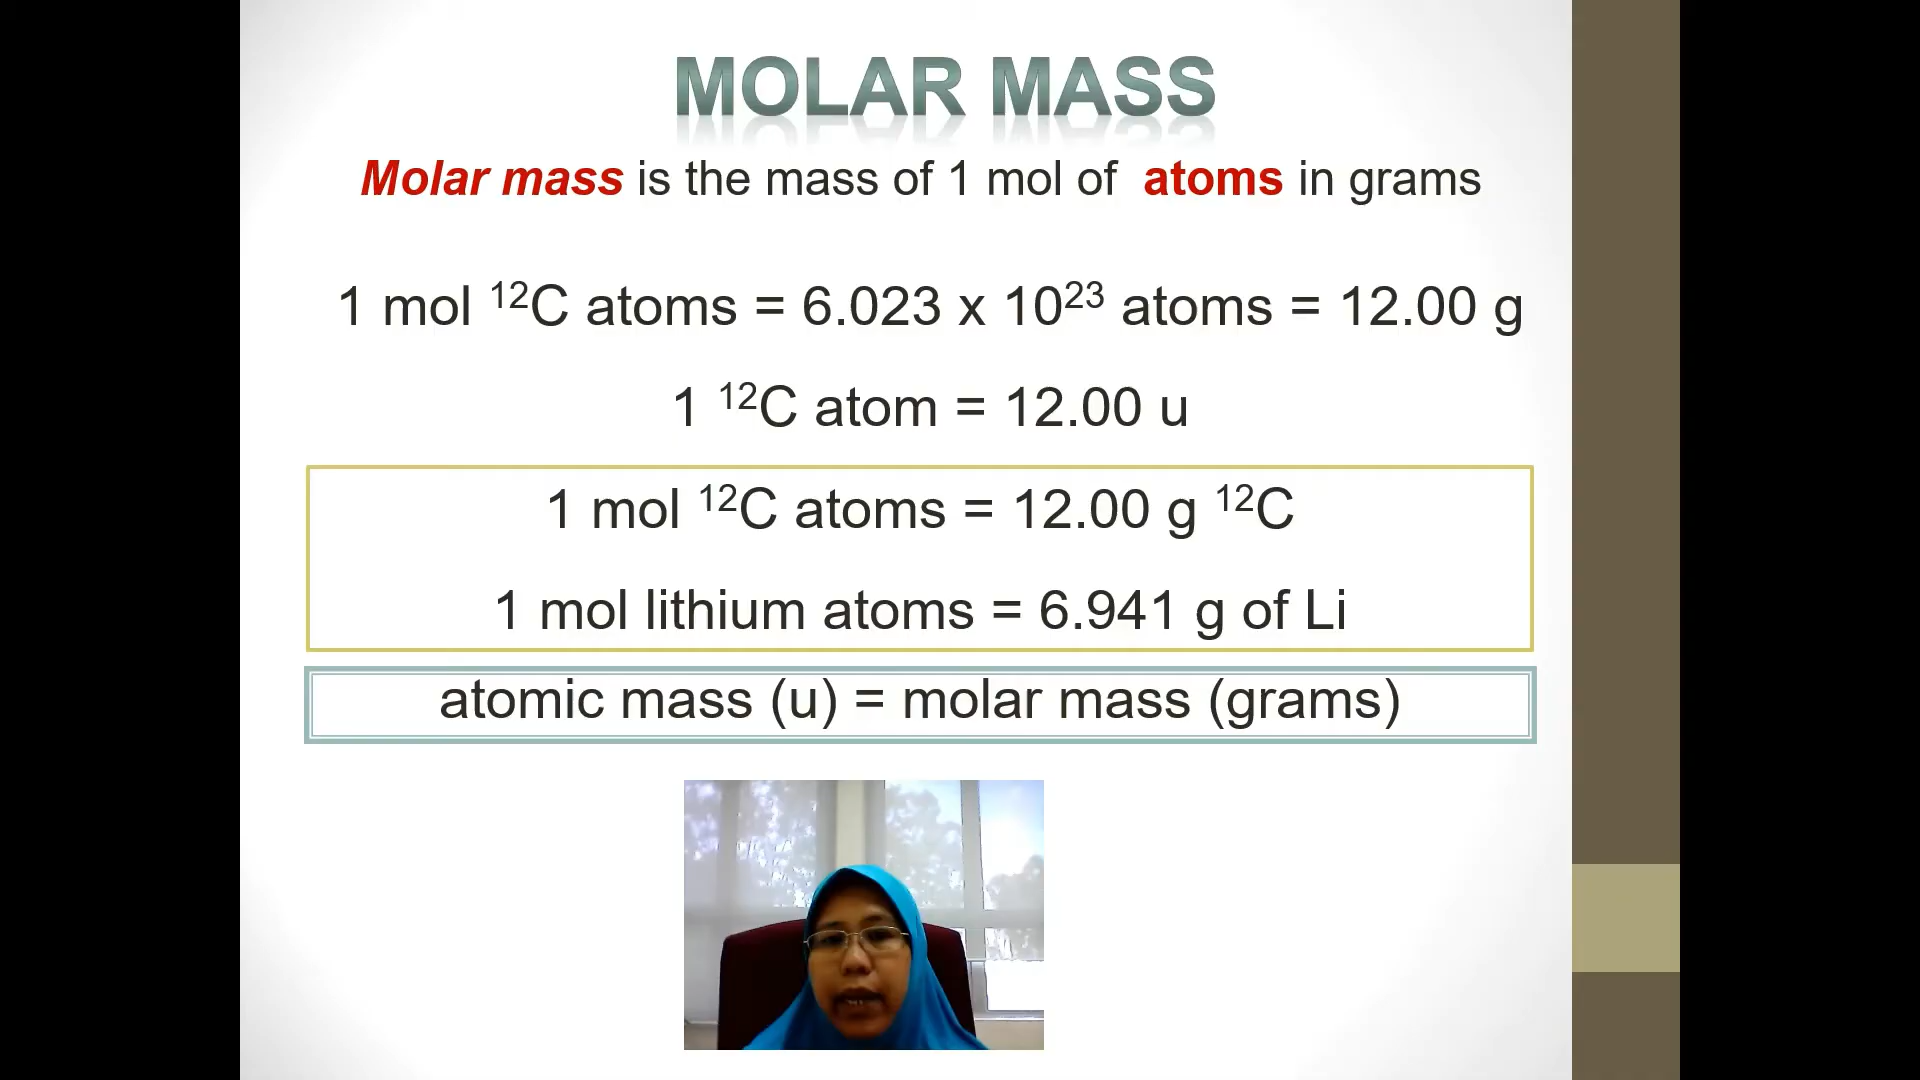 MOLAR MASS
Molar mass is the mass of 1 mol of atoms in grams
1 mol ¹²C atoms = 6.023 x 10²³ atoms = 12.00 g
1 ¹²C atom = 12.00 u
1 mol ¹²C atoms = 12.00 g ¹²C
1 mol lithium atoms = 6.941 g of Li
atomic mass (u) = molar mass (grams)